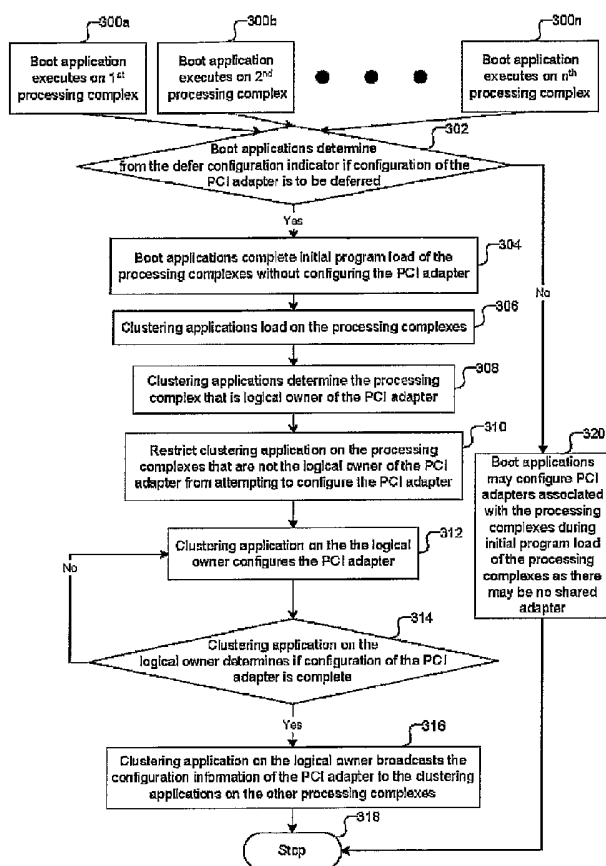 300a
300b
300n
Boot application
executes on 1st
processing complex
Boot application
executes on 2nd
processing complex
Boot application
executes on nth
processing complex
302
Boot applications determine
from the defer configuration indicator if configuration of the
PCI adapter is to be deferred
Yes
No
304
Boot applications complete initial program load of the
processing complexes without configuring the PCI adapter
306
Clustering applications load on the processing complexes
308
Clustering applications determine the processing
complex that is logical owner of the PCI adapter
310
Restrict clustering application on the processing
complexes that are not the logical owner of the PCI
adapter from attempting to configure the PCI adapter
320
Boot applications
may configure PCI
adapters associated
with the processing
complexes during
initial program load
of the processing
complexes as there
may be no shared
adapter
312
Clustering application on the the logical
owner configures the PCI adapter
No
314
Clustering application on the
logical owner determines if configuration of the PCI
adapter is complete
Yes
316
Clustering application on the logical owner broadcasts the
configuration information of the PCI adapter to the clustering
applications on the other processing complexes
318
Stop